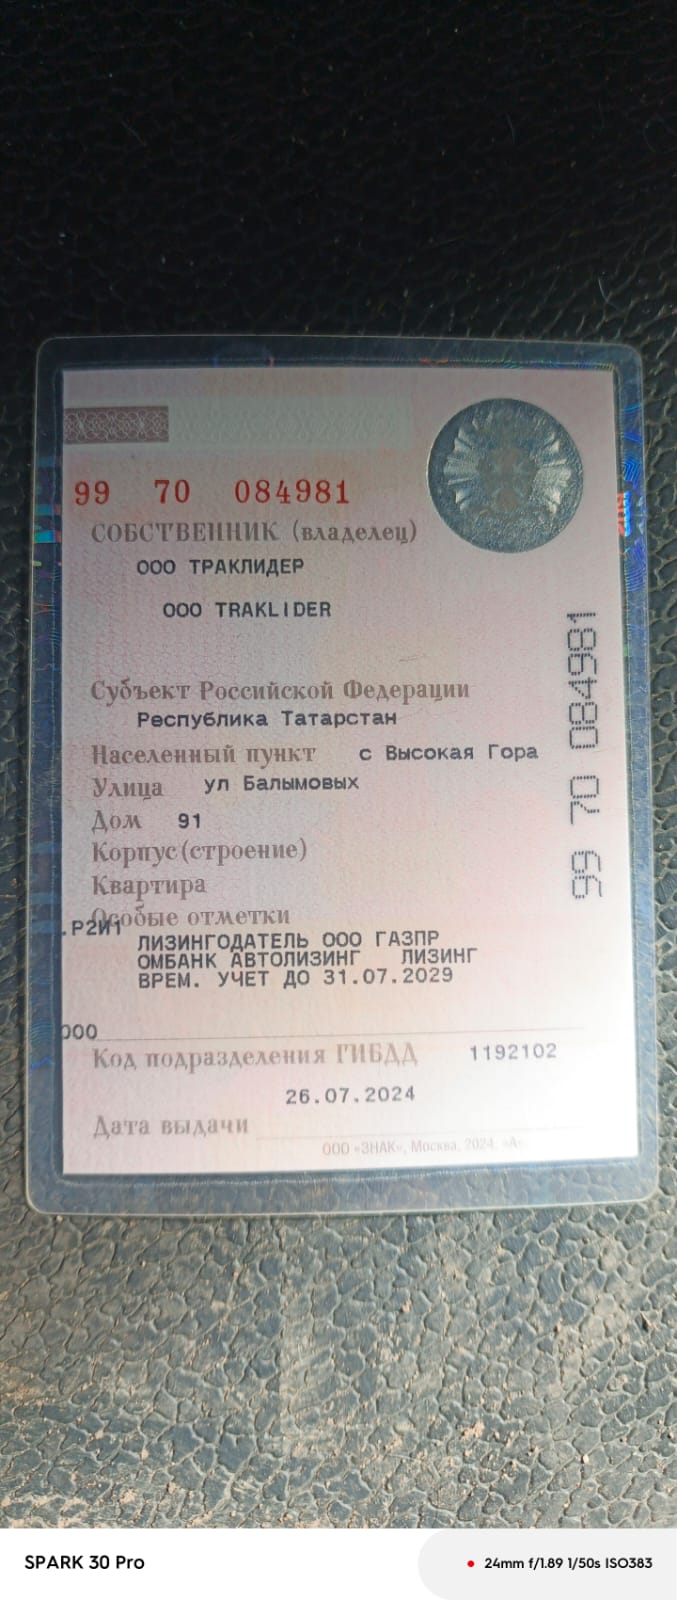 99 70 084981
СОБСТВЕННИК (владелец)
ООО ТРАКЛИДЕР
ООО TRAKLIDER
Субъект Российской Федерации
Республика Татарстан
Населенный пункт с Высокая Гора
Улица ул Балымовых
Дом 91
Корпус (строение)
Квартира
Особые отметки
.Р2И1
ЛИЗИНГОДАТЕЛЬ ООО ГАЗПР
ОМБАНК АВТОЛИЗИНГ ЛИЗИНГ
ВРЕМ. УЧЕТ ДО 31.07.2029
ООО
Код подразделения ГИБДД 1192102
26.07.2024
Дата выдачи
ООО «ЗНАК», Москва, 2024, «А».
99 70 084981
SPARK 30 Pro
24mm f/1.89 1/50s ISO383